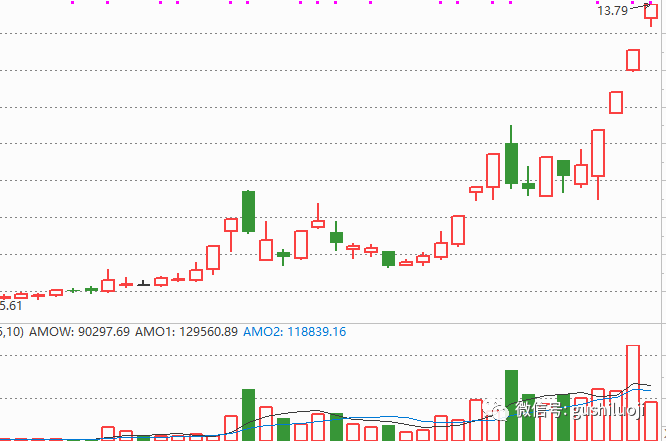 13.79
5.61
5,10) AMOW: 90297.69 AMO1: 129560.89 AMO2: 118839.16
微信号: gushiluoji